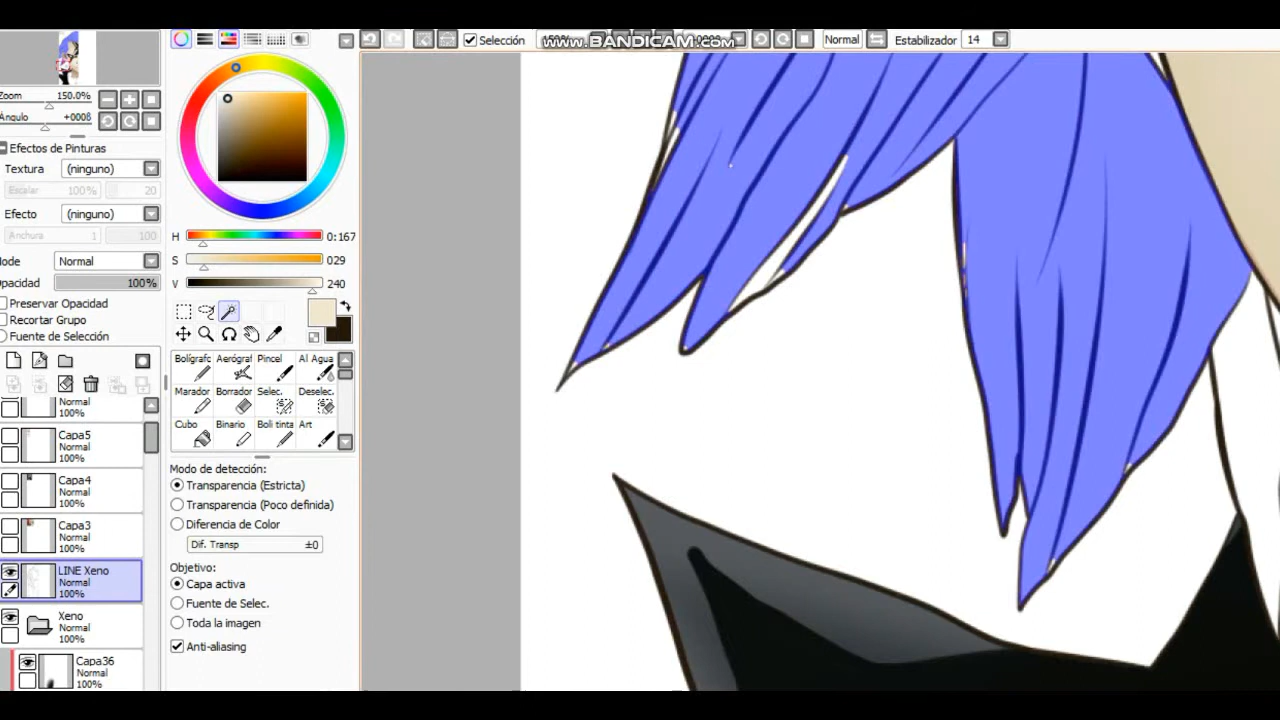 Selección
www.BANDICAM.com
Normal
Estabilizador
14
Zoom
150.0%
Ángulo
+0008
Efectos de Pinturas
Textura
(ninguno)
Escalar
100%
20
Efecto
(ninguno)
Anchura
1
100
Mode
Normal
Opacidad
100%
Preservar Opacidad
Recortar Grupo
Fuente de Selección
Normal
100%
Capa5
Normal
100%
Capa4
Normal
100%
Capa3
Normal
100%
LINE Xeno
Normal
100%
Xeno
Normal
100%
Capa36
Normal
100%
H
0:167
S
029
V
240
Bolígrafo
Aerógraf
Pincel
Al Agua
Marador
Borrador
Selec.
Deselec.
Cubo
Binario
Boli tinta
Art
Modo de detección:
Transparencia (Estricta)
Transparencia (Poco definida)
Diferencia de Color
Dif. Transp
±0
Objetivo:
Capa activa
Fuente de Selec.
Toda la imagen
Anti-aliasing